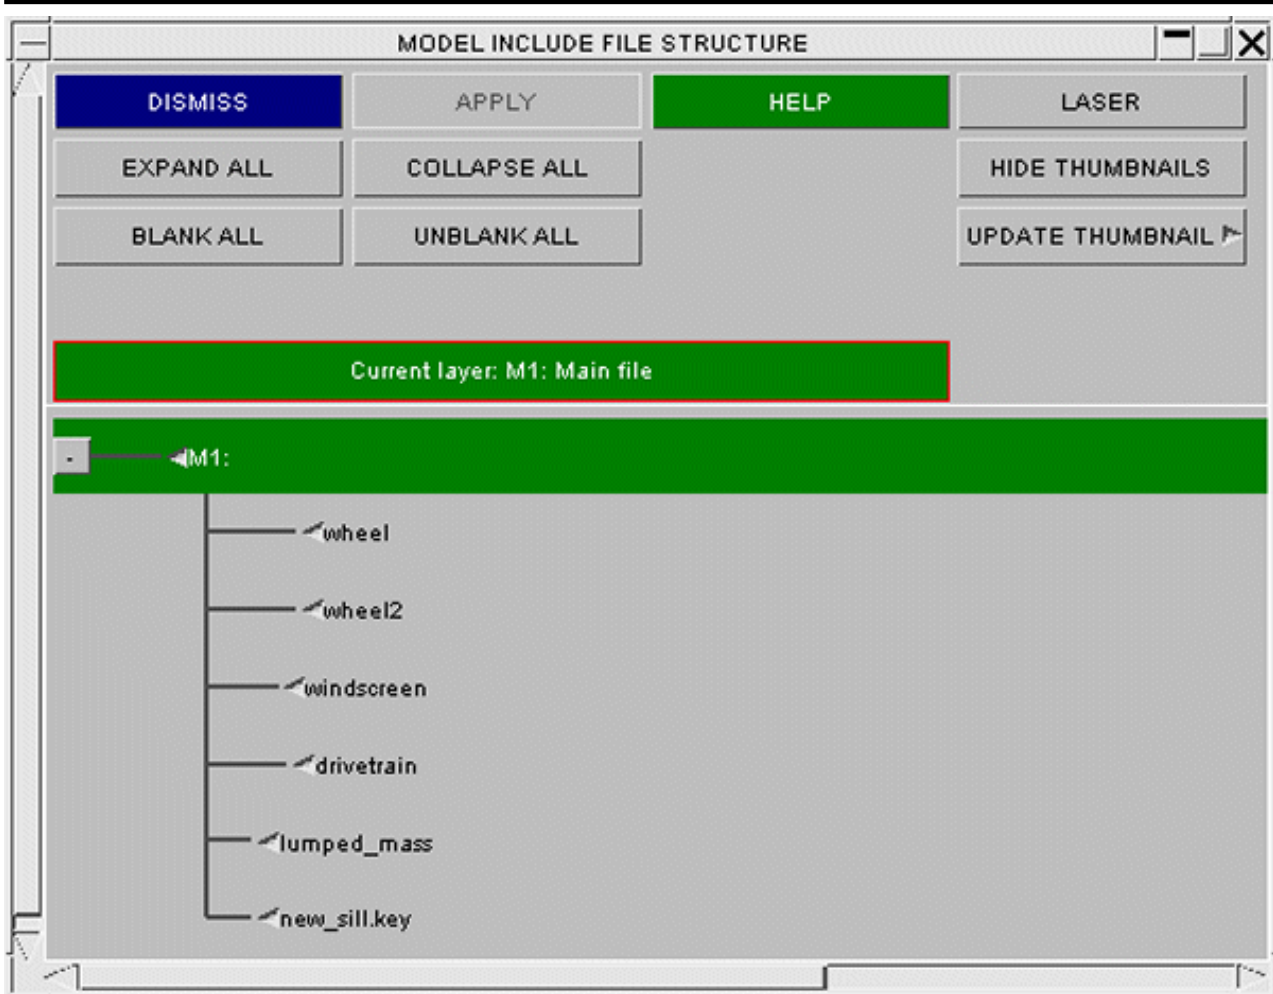 MODEL INCLUDE FILE STRUCTURE
DISMISS APPLY HELP LASER
EXPAND ALL COLLAPSE ALL HIDE THUMBNAILS
BLANK ALL UNBLANK ALL UPDATE THUMBNAIL
Current layer: M1: Main file
M1:
wheel
wheel2
windscreen
drivetrain
lumped_mass
new_sill.key